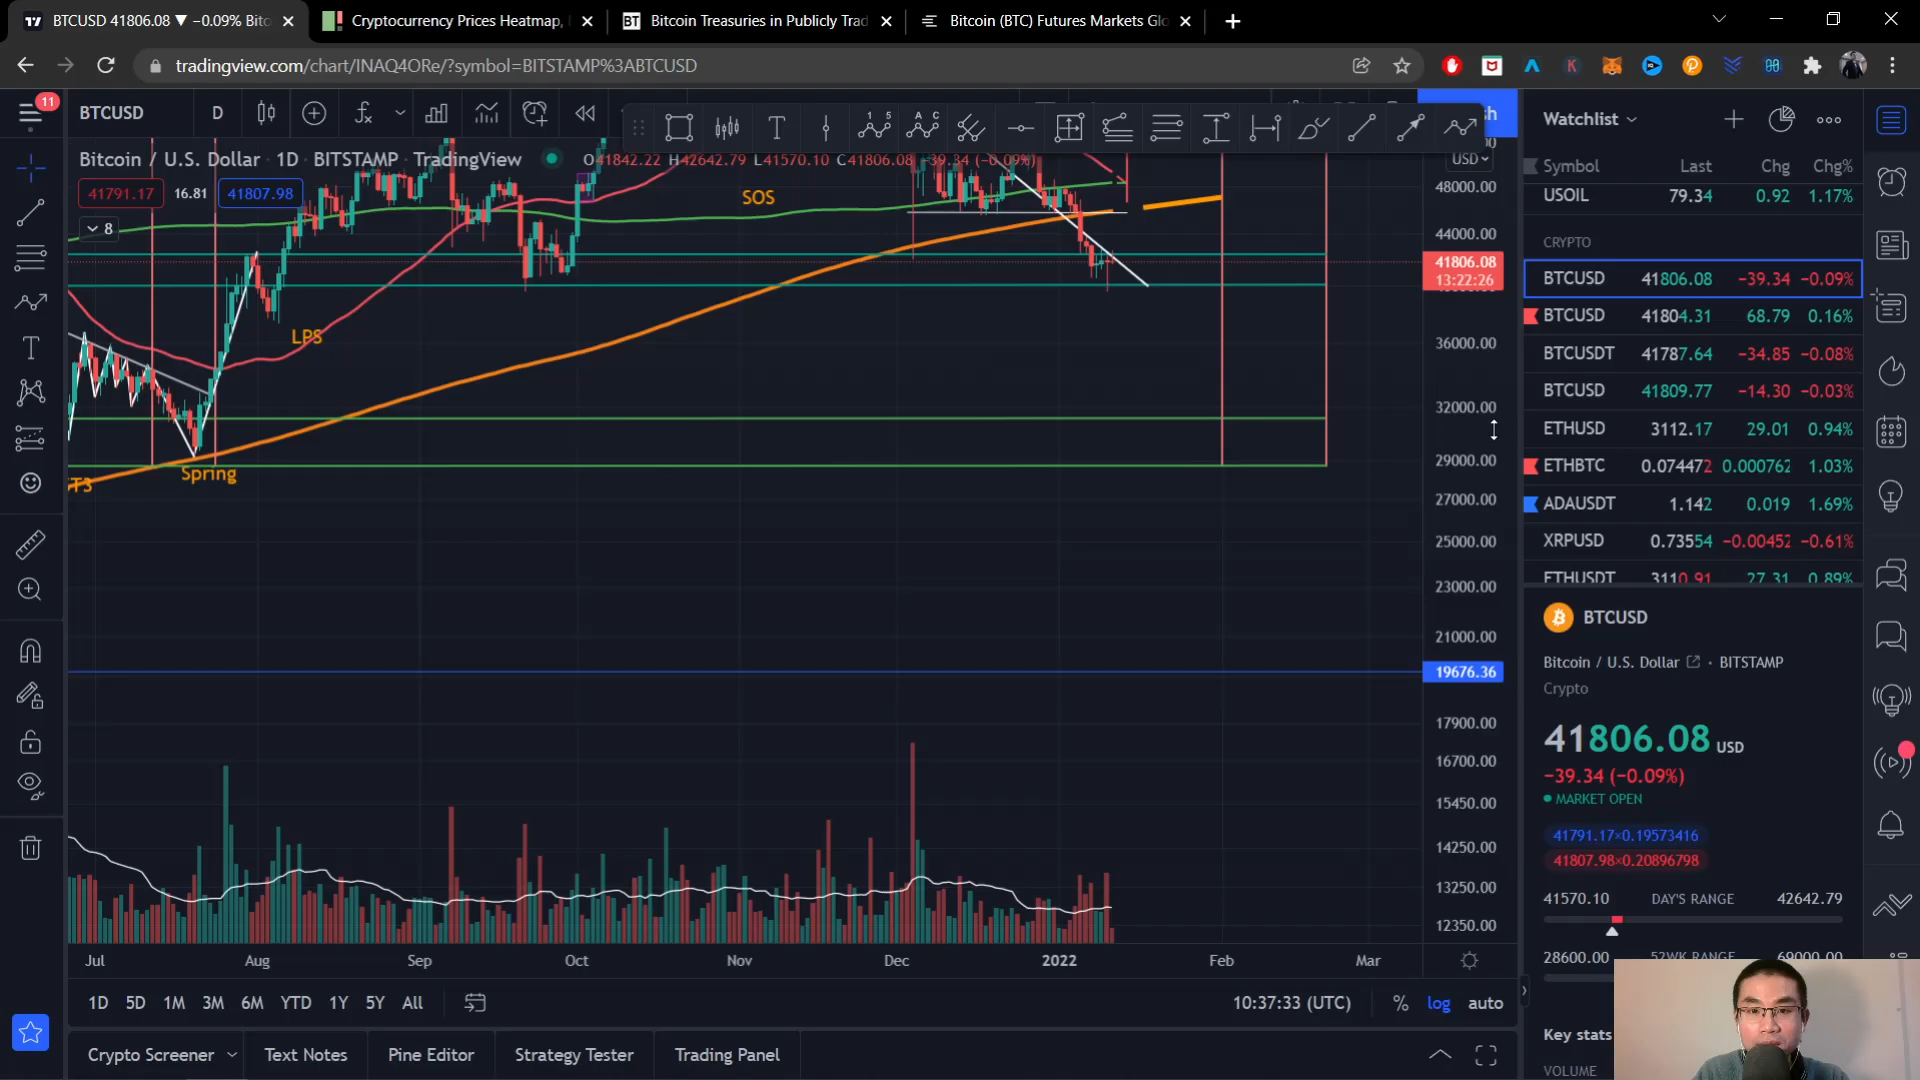 BTCUSD 41806.08 ▼ −0.09% Bitc
Cryptocurrency Prices Heatmap,
BT Bitcoin Treasuries in Publicly Trad
Bitcoin (BTC) Futures Markets Glo
tradingview.com/chart/INAQ4ORe/?symbol=BITSTAMP%3ABTCUSD
11
BTCUSD D
Bitcoin / U.S. Dollar · 1D · BITSTAMP · TradingView
O41842.22 H42642.79 L41570.10 C41806.08 −39.34 (−0.09%)
41791.17 16.81 41807.98
8
USD
SOS
LPS
Spring
48000.00
44000.00
41806.08
13:22:26
36000.00
32000.00
29000.00
27000.00
25000.00
23000.00
21000.00
19676.36
17900.00
16700.00
15450.00
14250.00
13250.00
12350.00
Jul Aug Sep Oct Nov Dec 2022 Feb Mar
1D 5D 1M 3M 6M YTD 1Y 5Y All
10:37:33 (UTC) % log auto
Crypto Screener Text Notes Pine Editor Strategy Tester Trading Panel
Watchlist
Symbol Last Chg Chg%
USOIL 79.34 0.92 1.17%
CRYPTO
BTCUSD 41806.08 −39.34 −0.09%
BTCUSD 41804.31 68.79 0.16%
BTCUSDT 41787.64 −34.85 −0.08%
BTCUSD 41809.77 −14.30 −0.03%
ETHUSD 3112.17 29.01 0.94%
ETHBTC 0.074472 0.000762 1.03%
ADAUSDT 1.142 0.019 1.69%
XRPUSD 0.73554 −0.00452 −0.61%
ETHUSDT 3110.91 27.31 0.89%
BTCUSD
Bitcoin / U.S. Dollar · BITSTAMP
Crypto
41806.08 USD
−39.34 (−0.09%)
MARKET OPEN
41791.17×0.19573416
41807.98×0.20896798
41570.10 DAY'S RANGE 42642.79
28600.00 52WK RANGE 69000.00
Key stats
VOLUME